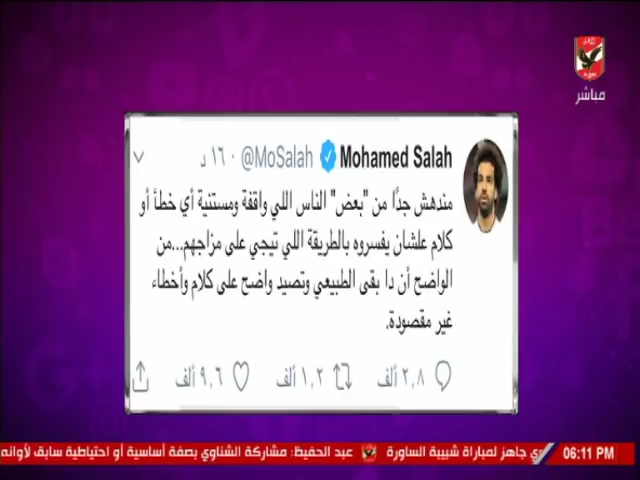 مباشر
Mohamed Salah @MoSalah · ١٦ د
مندهش جدًا من "بعض" الناس اللي واقفة ومستنية أي خطأ أو
كلام علشان يفسروه بالطريقة اللي تيجي على مزاجهم...من
الواضح أن دا بقى الطبيعي وتصيد واضح على كلام وأخطاء
غير مقصودة.
٢,٨ ألف ١,٢ ألف ٩,٦ ألف
ي جاهز لمباراة شبيبة الساورة عبد الحفيظ: مشاركة الشناوي بصفة أساسية أو احتياطية سابق لأوانه
06:11 PM